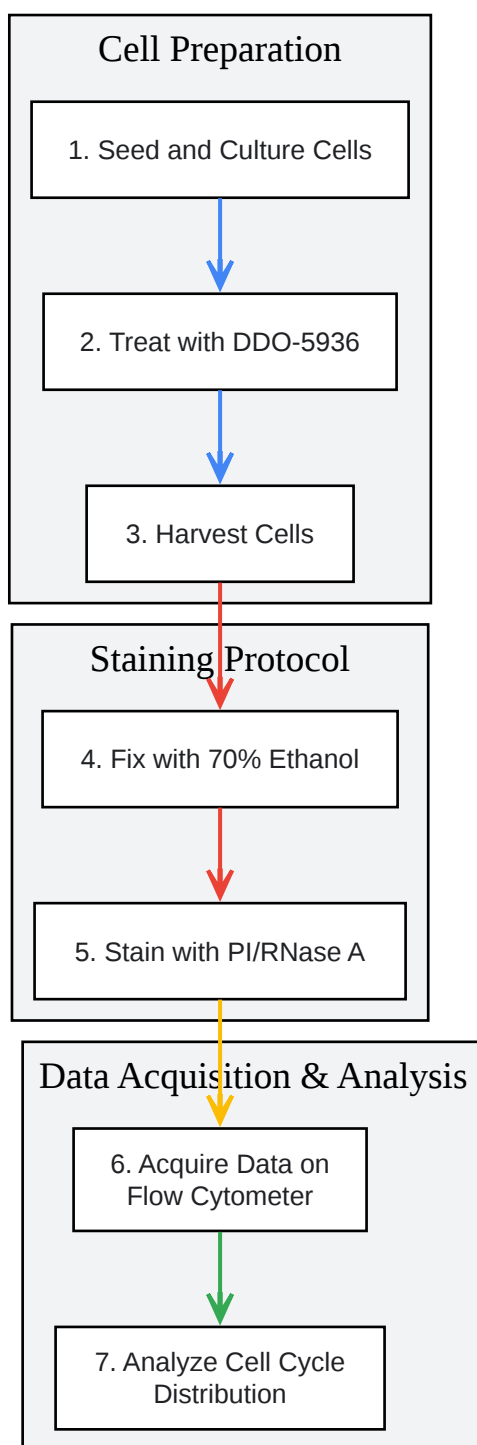 Cell Preparation
1. Seed and Culture Cells
2. Treat with DDO-5936
3. Harvest Cells
Staining Protocol
4. Fix with 70% Ethanol
5. Stain with PI/RNase A
Data Acquisition & Analysis
6. Acquire Data on
Flow Cytometer
7. Analyze Cell Cycle
Distribution